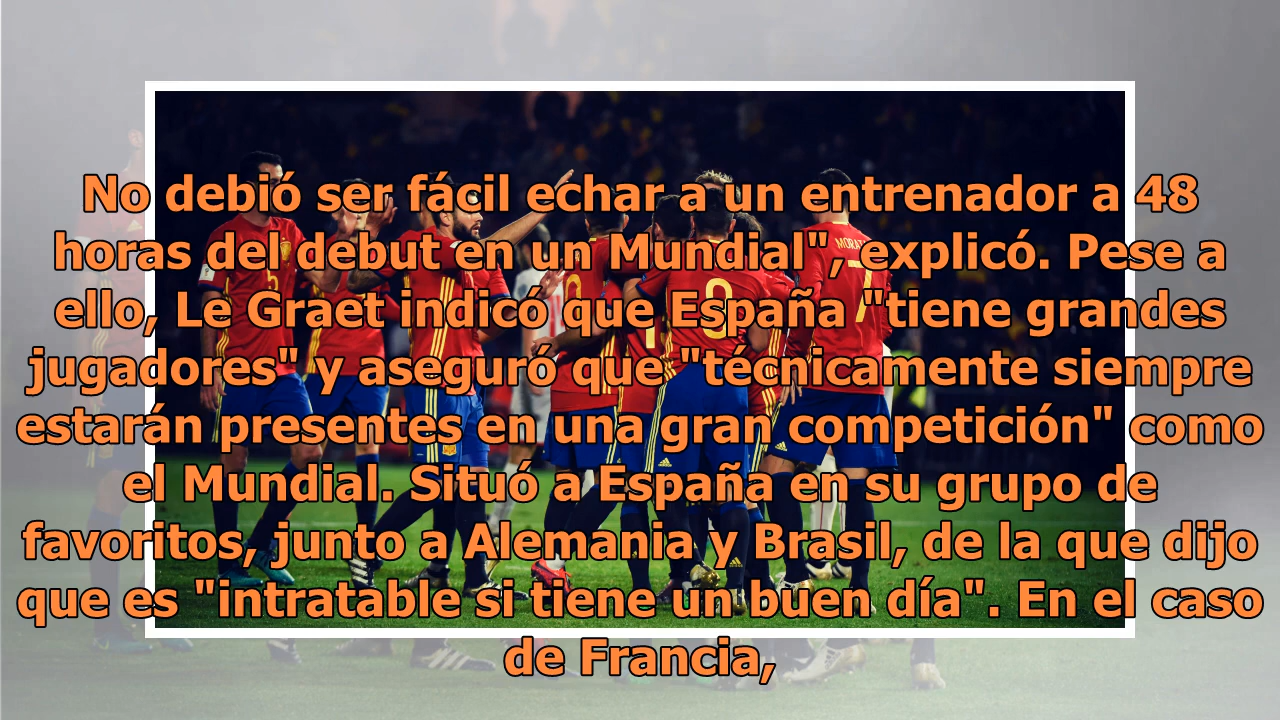 No debió ser fácil echar a un entrenador a 48
horas del debut en un Mundial", explicó. Pese a
ello, Le Graet indicó que España "tiene grandes
jugadores" y aseguró que "técnicamente siempre
estarán presentes en una gran competición" como
el Mundial. Situó a España en su grupo de
favoritos, junto a Alemania y Brasil, de la que dijo
que es "intratable si tiene un buen día". En el caso
de Francia,